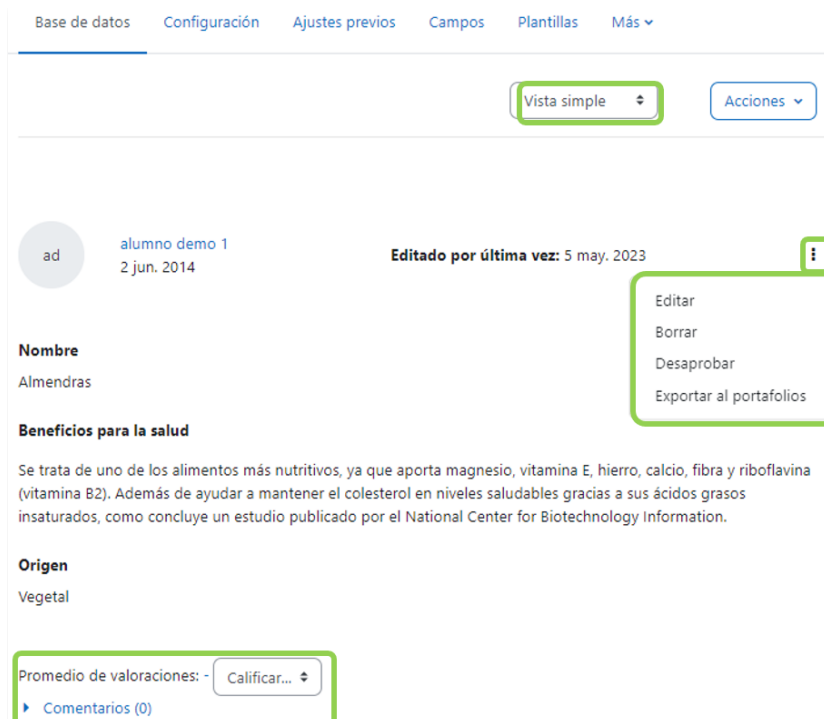 Base de datos Configuración Ajustes previos Campos Plantillas Más
Vista simple Acciones
ad
alumno demo 1
2 jun. 2014
Editado por última vez: 5 may. 2023
Editar
Borrar
Desaprobar
Exportar al portafolios
Nombre
Almendras
Beneficios para la salud
Se trata de uno de los alimentos más nutritivos, ya que aporta magnesio, vitamina E, hierro, calcio, fibra y riboflavina
(vitamina B2). Además de ayudar a mantener el colesterol en niveles saludables gracias a sus ácidos grasos
insaturados, como concluye un estudio publicado por el National Center for Biotechnology Information.
Origen
Vegetal
Promedio de valoraciones: - Calificar...
Comentarios (0)